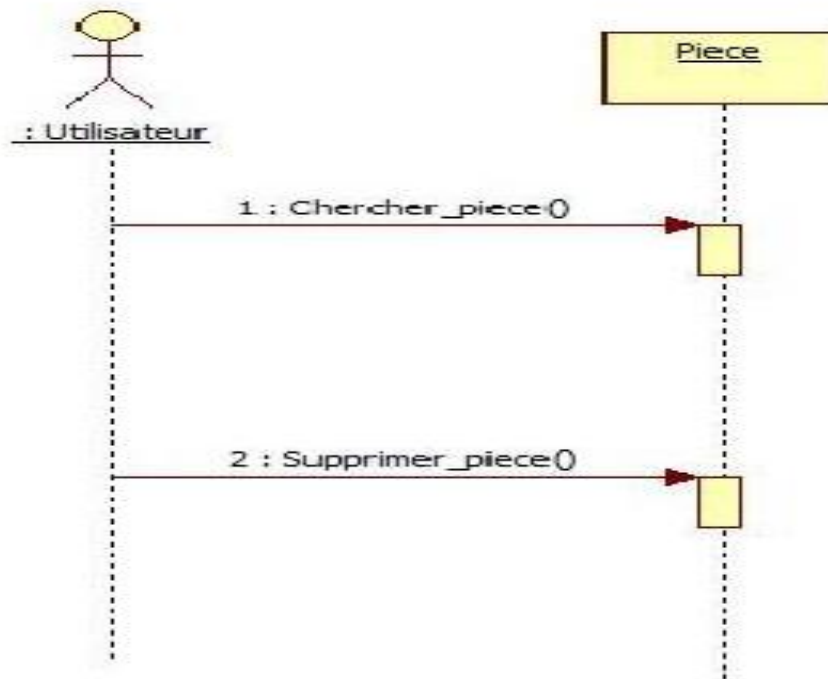 Piece
: Utilisateur
1 : Chercher_piece()
2 : Supprimer_piece()